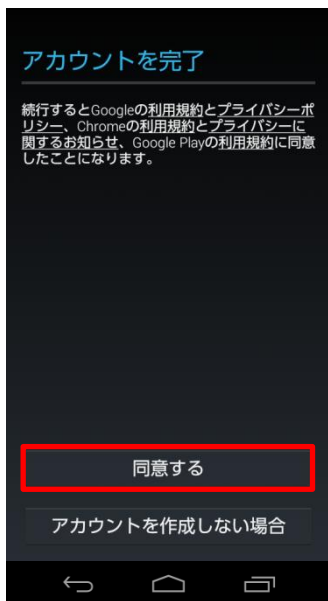 アカウントを完了
続行するとGoogleの利用規約とプライバシーポ
リシー、Chromeの利用規約とプライバシーに
関するお知らせ、Google Playの利用規約に同意
したことになります。
同意する
アカウントを作成しない場合